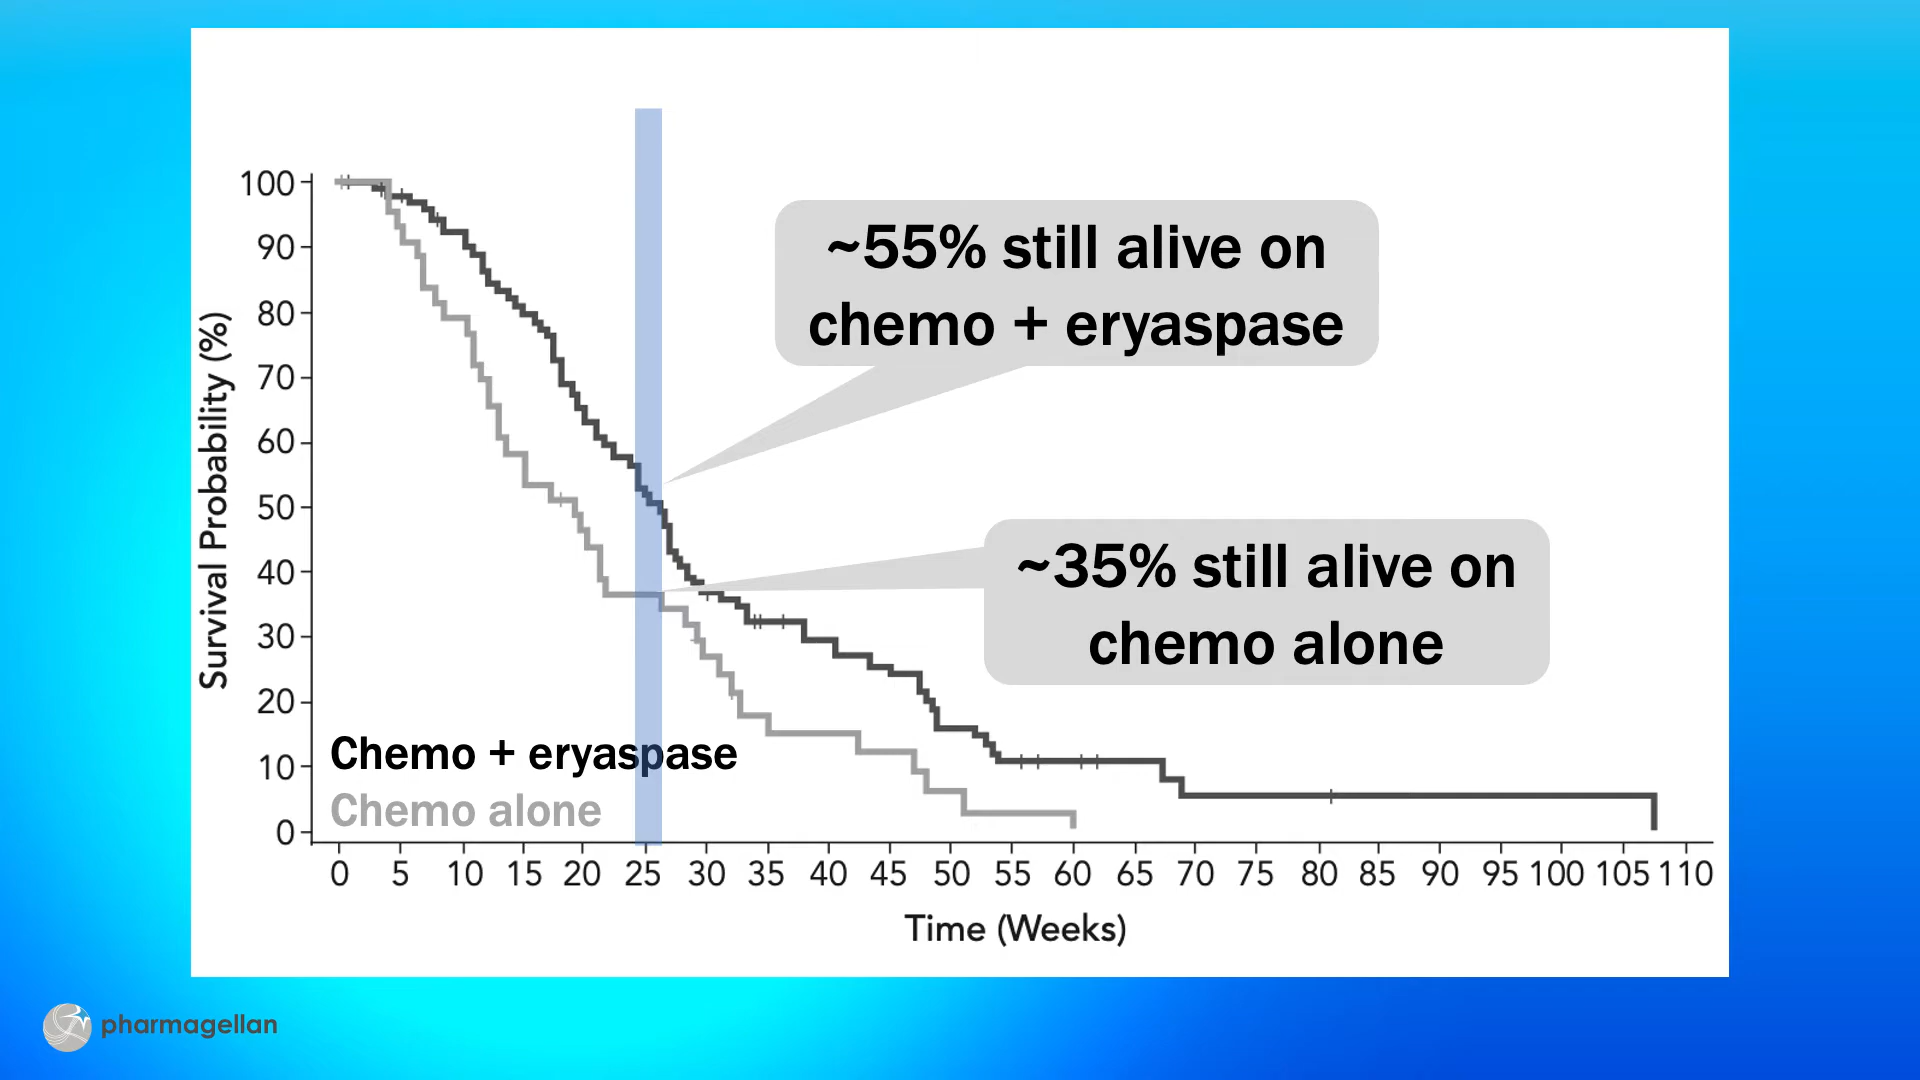 ~55% still alive on
chemo + eryaspase
~35% still alive on
chemo alone
Survival Probability (%)
100
90
80
70
60
50
40
30
20
10
0
Chemo + eryaspase
Chemo alone
0 5 10 15 20 25 30 35 40 45 50 55 60 65 70 75 80 85 90 95 100 105 110
Time (Weeks)
pharmagellan